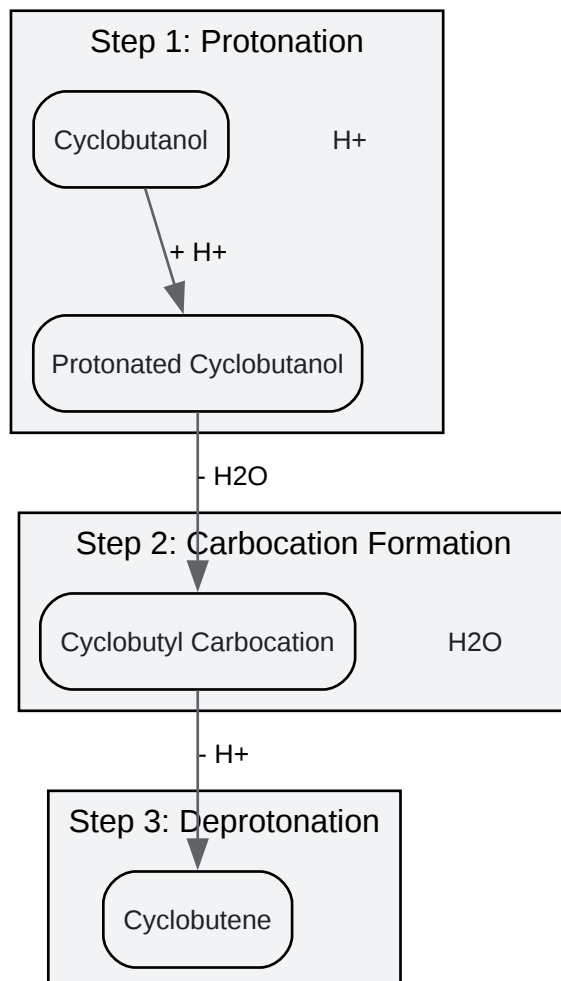 Step 1: Protonation
Cyclobutanol
H+
+ H+
Protonated Cyclobutanol
- H2O
Step 2: Carbocation Formation
Cyclobutyl Carbocation
H2O
- H+
Step 3: Deprotonation
Cyclobutene